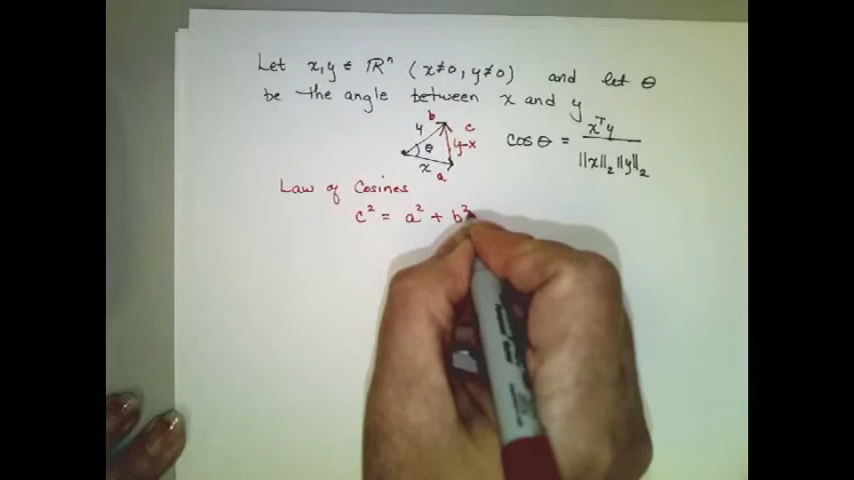 Let x, y ∈ ℝⁿ (x≠0, y≠0) and let θ
be the angle between x and y
b
y c
θ y-x
x
a
cos θ = xᵀy / ||x||₂ ||y||₂
Law of Cosines
c² = a² + b²